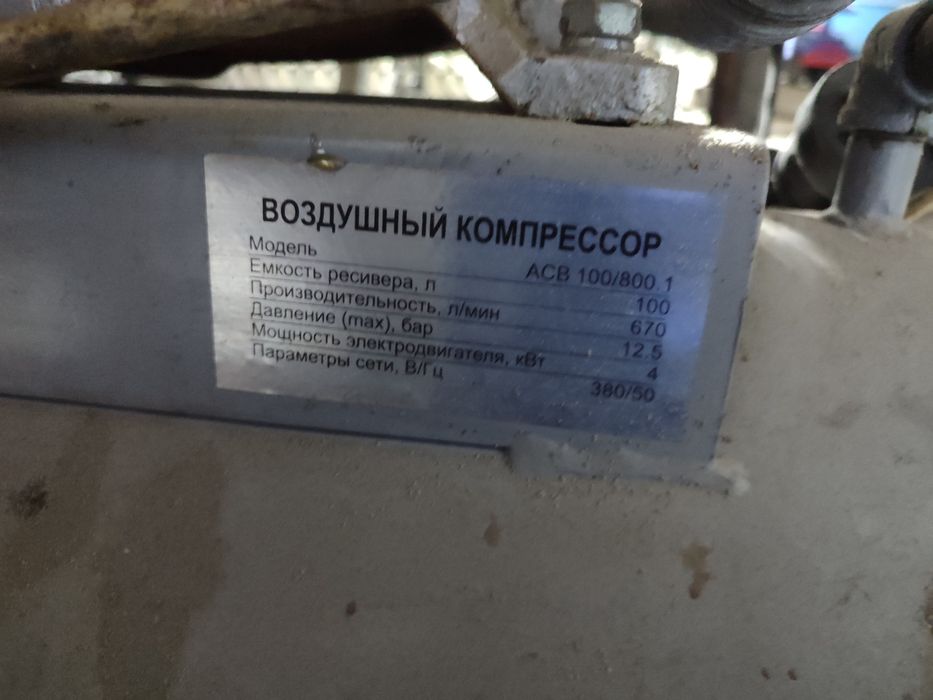 ВОЗДУШНЫЙ КОМПРЕССОР
Модель ACB 100/800.1
Емкость ресивера, л 100
Производительность, л/мин 670
Давление (max), бар 12.5
Мощность электродвигателя, кВт 4
Параметры сети, В/Гц 380/50